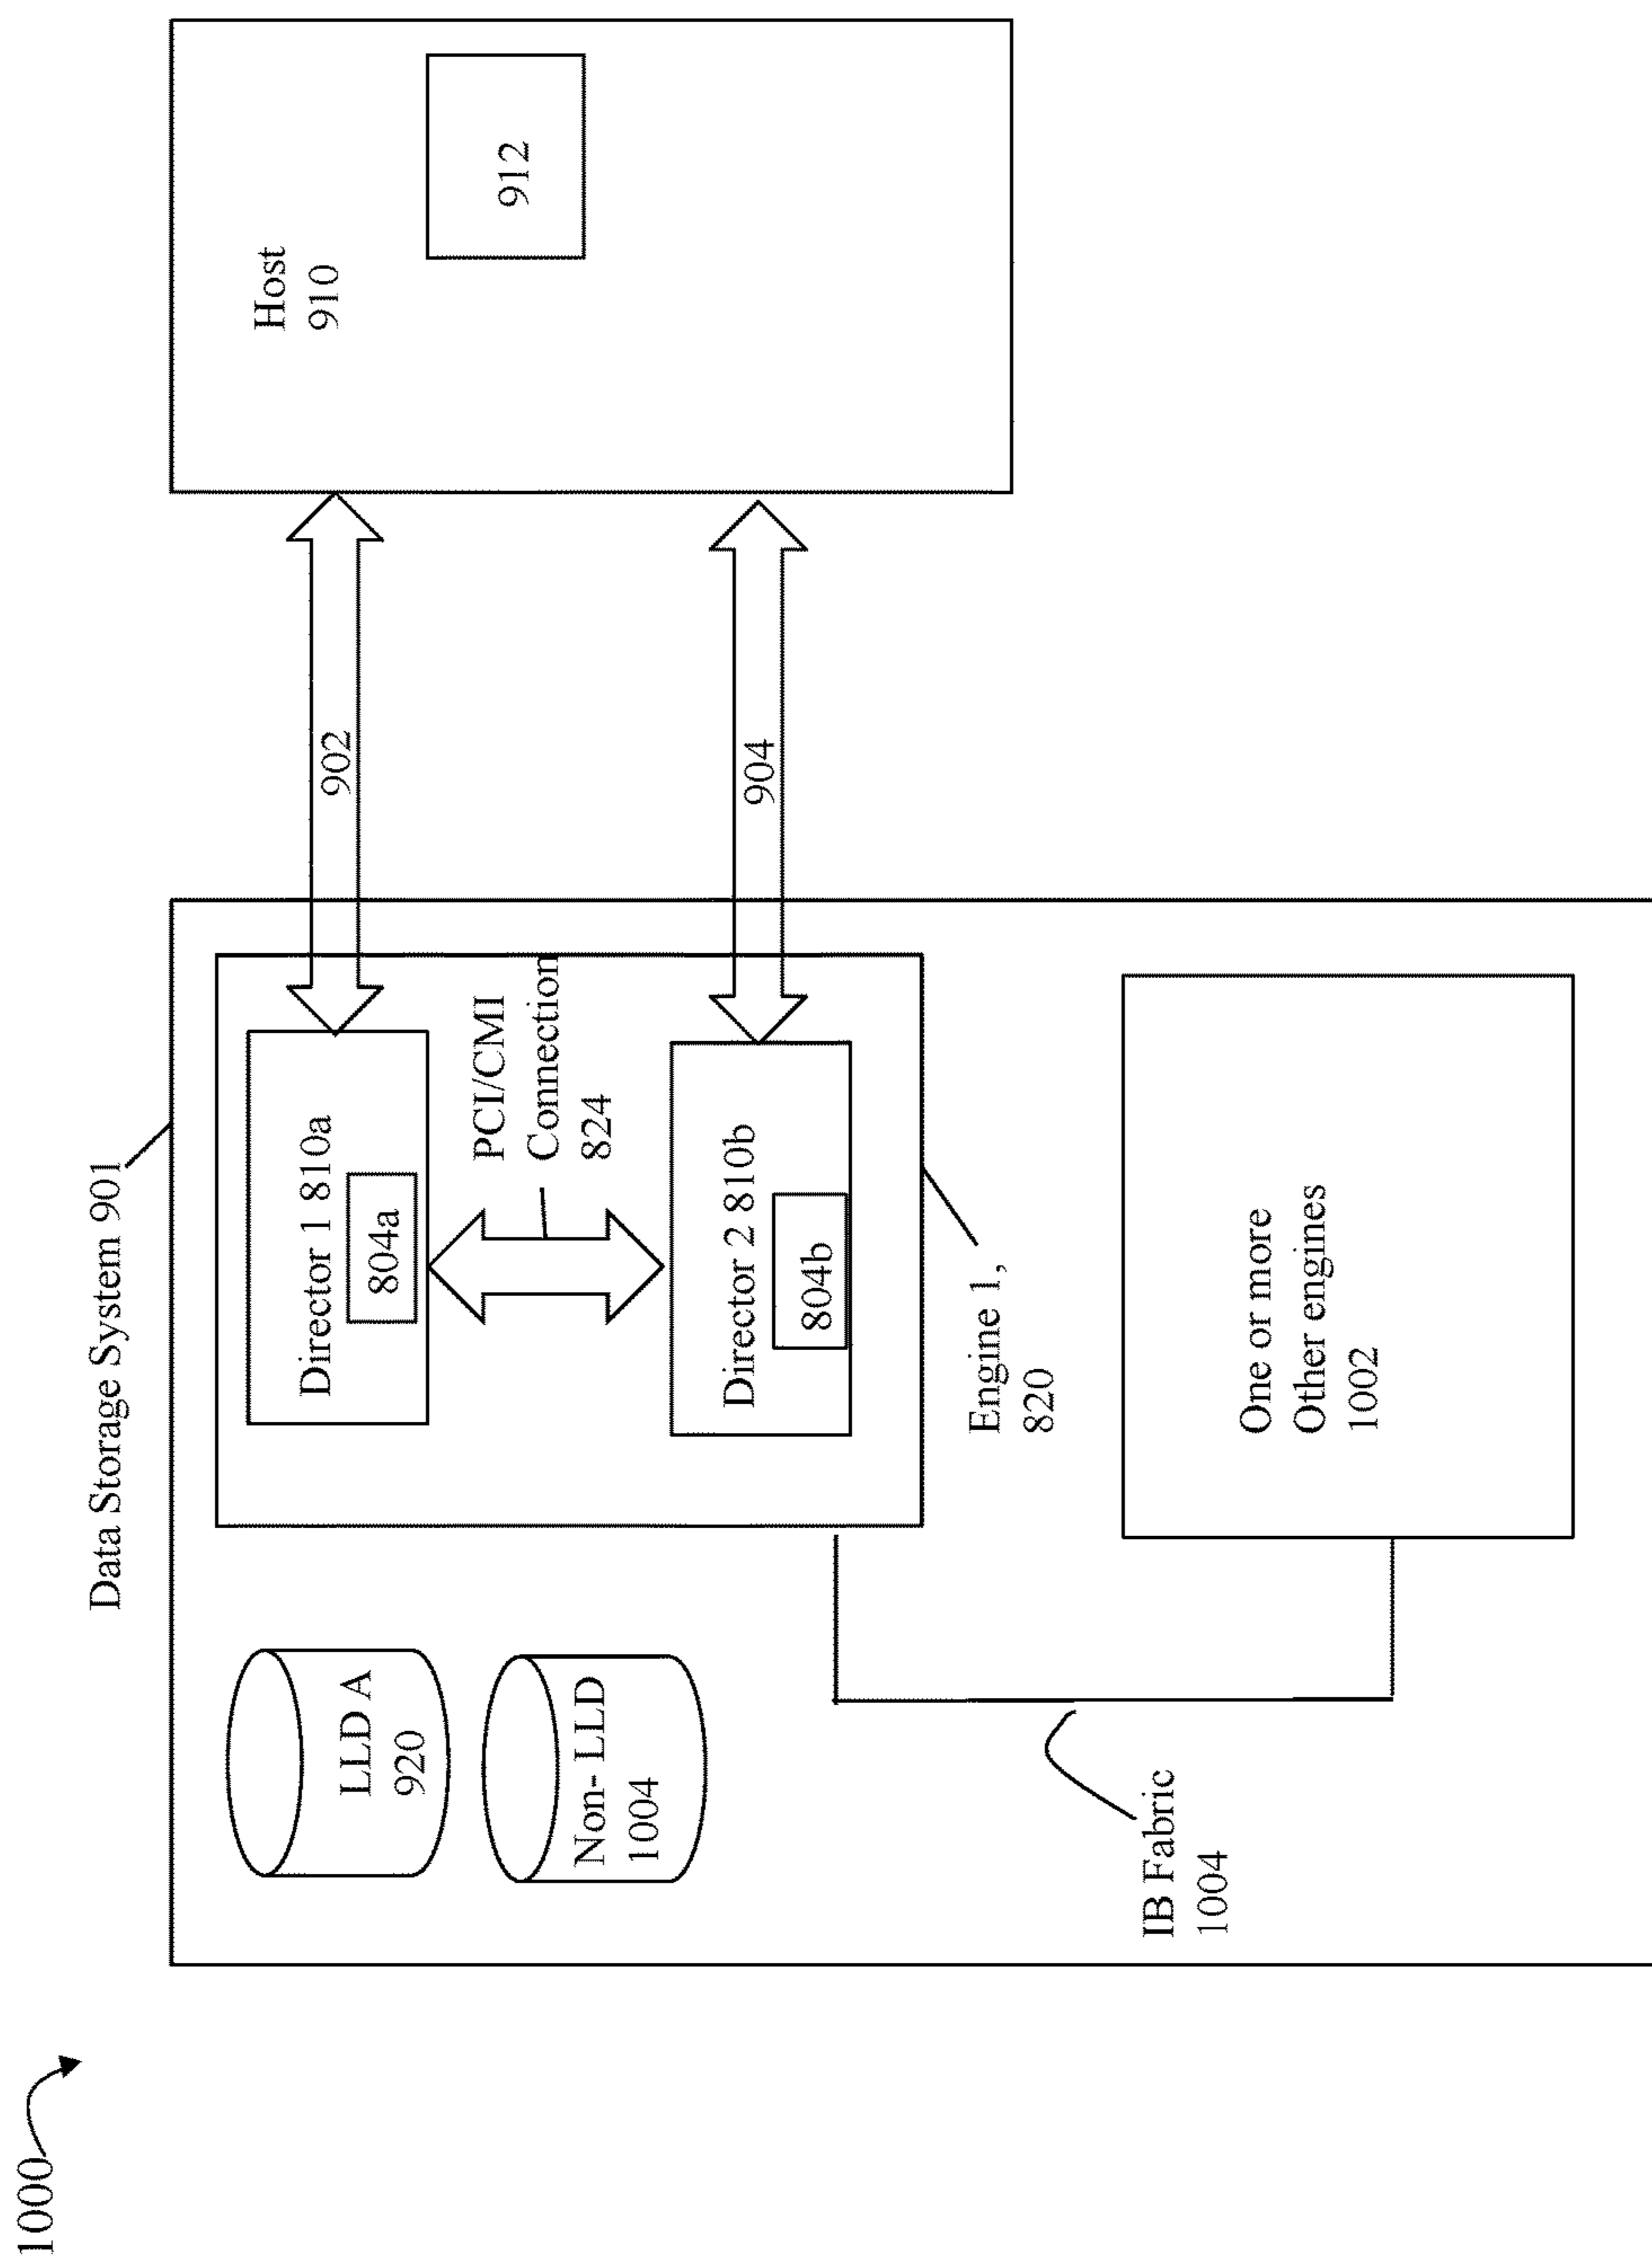 1000
Data Storage System 901
LLD A
920
Non- LLD
1004
Director 1 810a
804a
PCI/CMI
Connection
824
Director 2 810b
804b
Engine 1,
820
IB Fabric
1004
One or more
Other engines
1002
902
904
Host
910
912